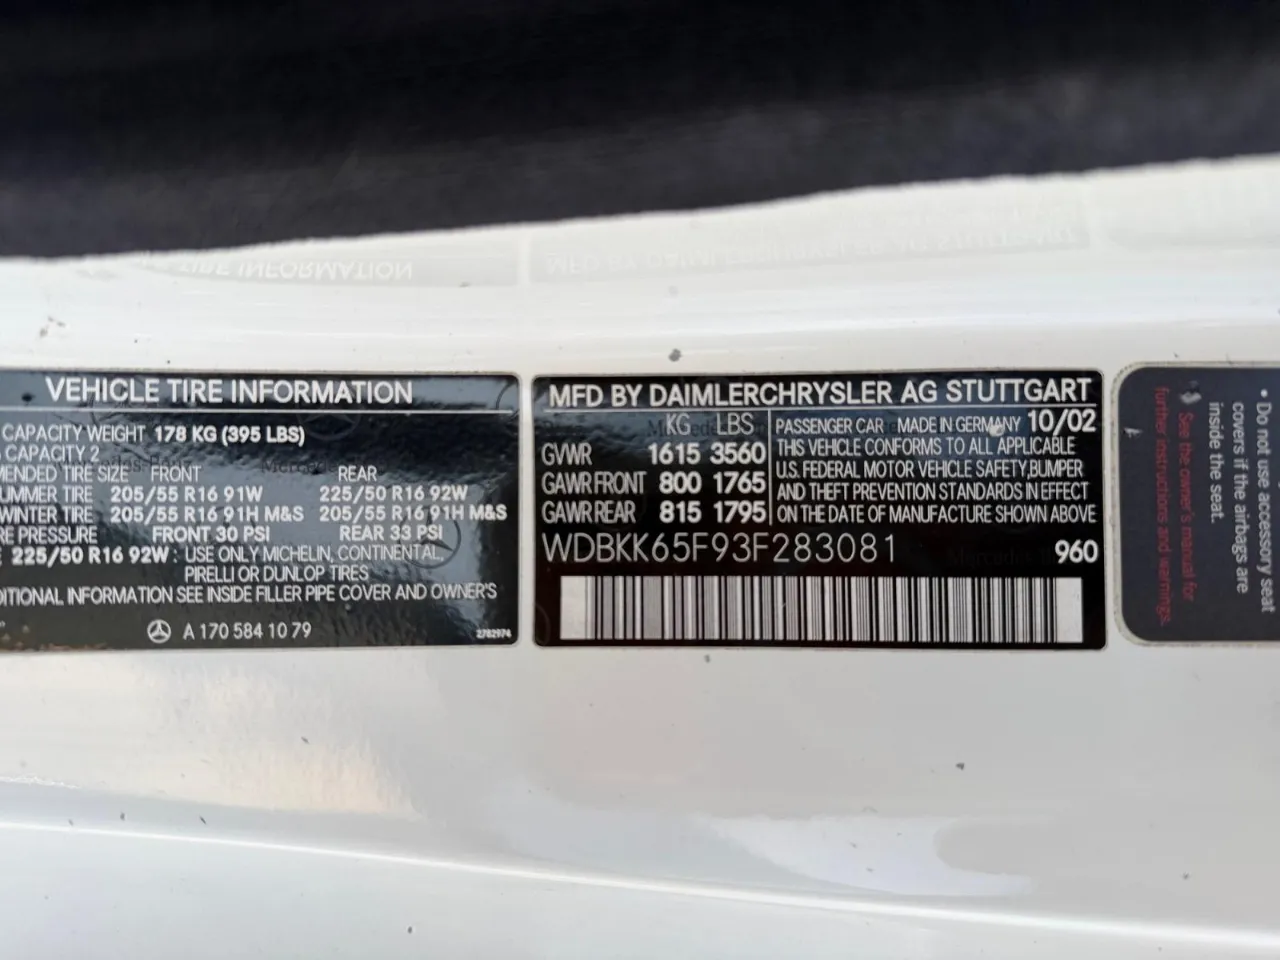 VEHICLE TIRE INFORMATION
CAPACITY WEIGHT 178 KG (395 LBS)
CAPACITY 2
MENDED TIRE SIZE FRONT REAR
UMMER TIRE 205/55 R16 91W 225/50 R16 92W
WINTER TIRE 205/55 R16 91H M&S 205/55 R16 91H M&S
RE PRESSURE FRONT 30 PSI REAR 33 PSI
E 225/50 R16 92W : USE ONLY MICHELIN, CONTINENTAL,
PIRELLI OR DUNLOP TIRES
DITIONAL INFORMATION SEE INSIDE FILLER PIPE COVER AND OWNER'S
A 170 584 10 79
2782974
MFD BY DAIMLERCHRYSLER AG STUTTGART
KG LBS
GVWR 1615 3560
GAWR FRONT 800 1765
GAWR REAR 815 1795
PASSENGER CAR MADE IN GERMANY 10/02
THIS VEHICLE CONFORMS TO ALL APPLICABLE
U.S. FEDERAL MOTOR VEHICLE SAFETY,BUMPER
AND THEFT PREVENTION STANDARDS IN EFFECT
ON THE DATE OF MANUFACTURE SHOWN ABOVE
WDBKK65F93F283081 960
• Do not use accessory seat
covers if the airbags are
inside the seat.
See the owner's manual for
further instructions and warnings.